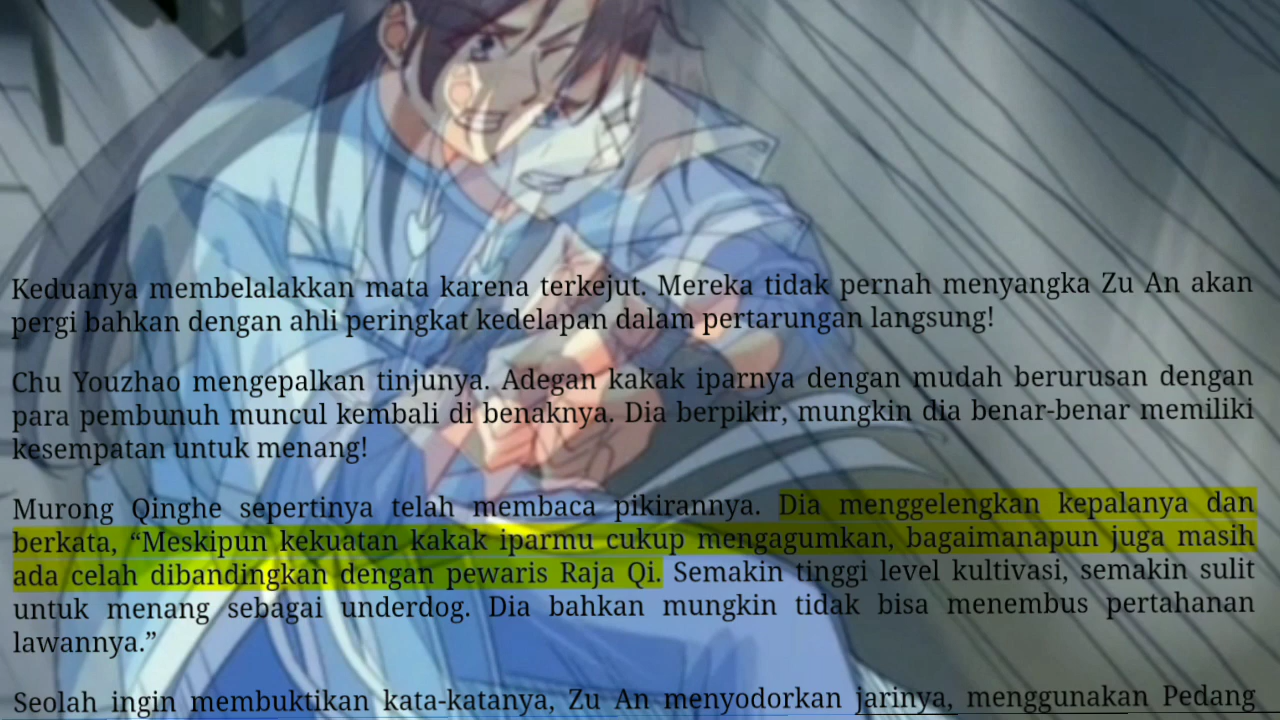 Keduanya membelalakkan mata karena terkejut. Mereka tidak pernah menyangka Zu An akan
pergi bahkan dengan ahli peringkat kedelapan dalam pertarungan langsung!
Chu Youzhao mengepalkan tinjunya. Adegan kakak iparnya dengan mudah berurusan dengan
para pembunuh muncul kembali di benaknya. Dia berpikir, mungkin dia benar-benar memiliki
kesempatan untuk menang!
Murong Qinghe sepertinya telah membaca pikirannya. Dia menggelengkan kepalanya dan
berkata, “Meskipun kekuatan kakak iparmu cukup mengagumkan, bagaimanapun juga masih
ada celah dibandingkan dengan pewaris Raja Qi. Semakin tinggi level kultivasi, semakin sulit
untuk menang sebagai underdog. Dia bahkan mungkin tidak bisa menembus pertahanan
lawannya.”
Seolah ingin membuktikan kata-katanya, Zu An menyodorkan jarinya, menggunakan Pedang